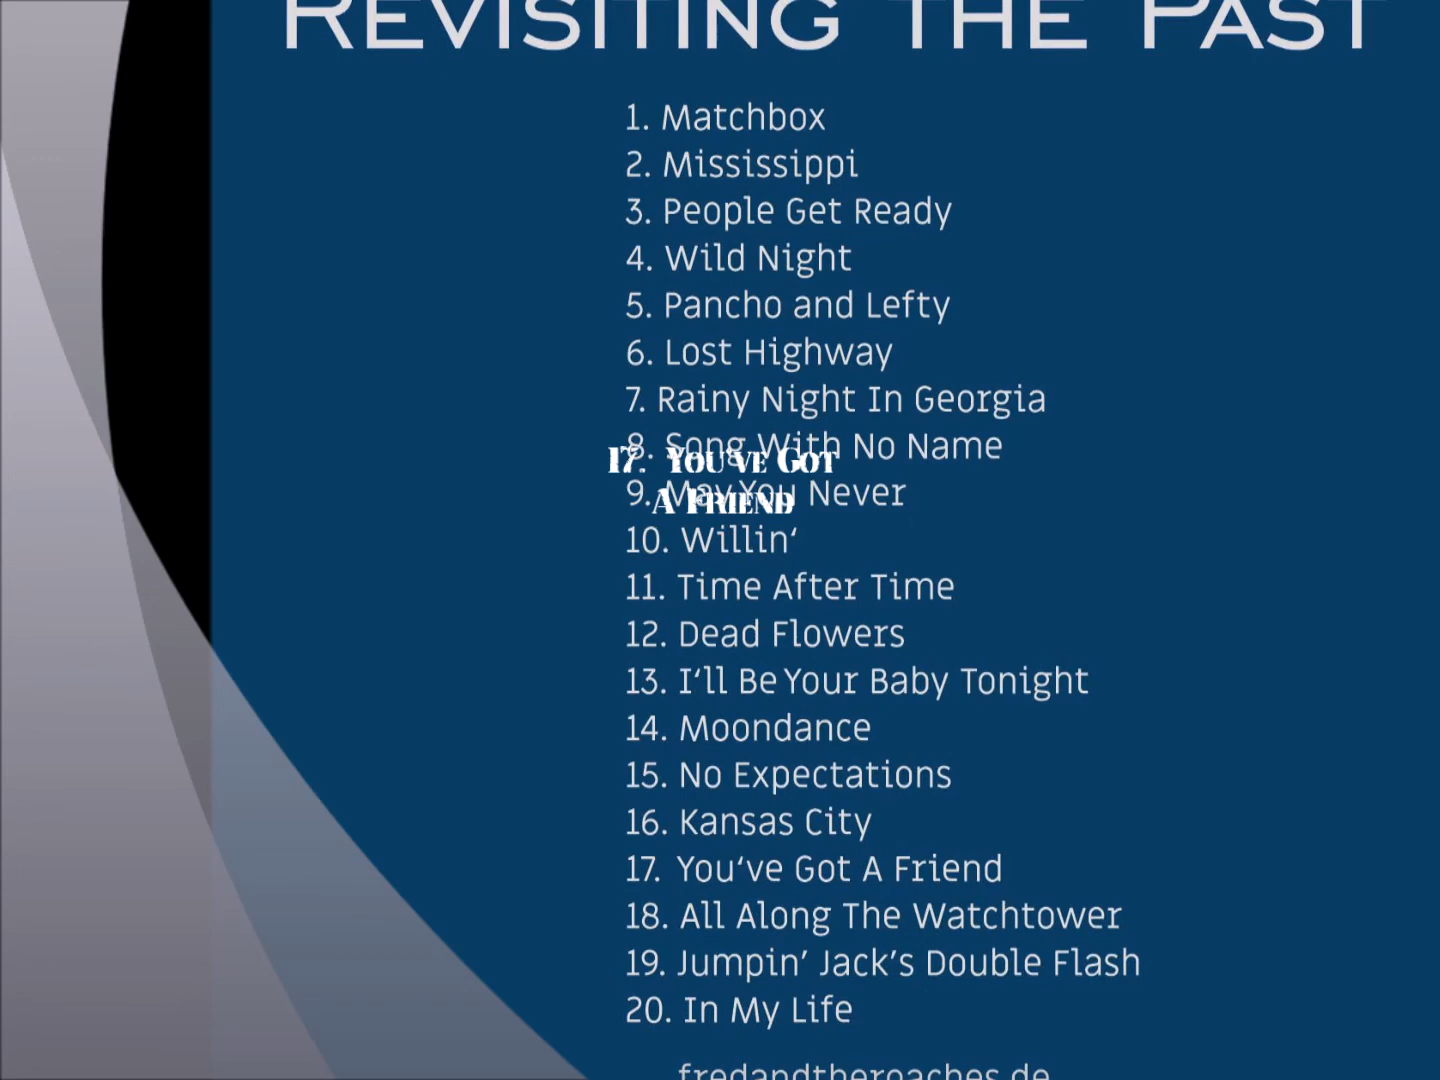 REVISITING THE PAST
1. Matchbox
2. Mississippi
3. People Get Ready
4. Wild Night
5. Pancho and Lefty
6. Lost Highway
7. Rainy Night In Georgia
8. Song With No Name
17. You've Got
9. May You Never
A Friend
10. Willin‘
11. Time After Time
12. Dead Flowers
13. I‘ll Be Your Baby Tonight
14. Moondance
15. No Expectations
16. Kansas City
17. You‘ve Got A Friend
18. All Along The Watchtower
19. Jumpin’ Jack’s Double Flash
20. In My Life
fredandtheroaches.de